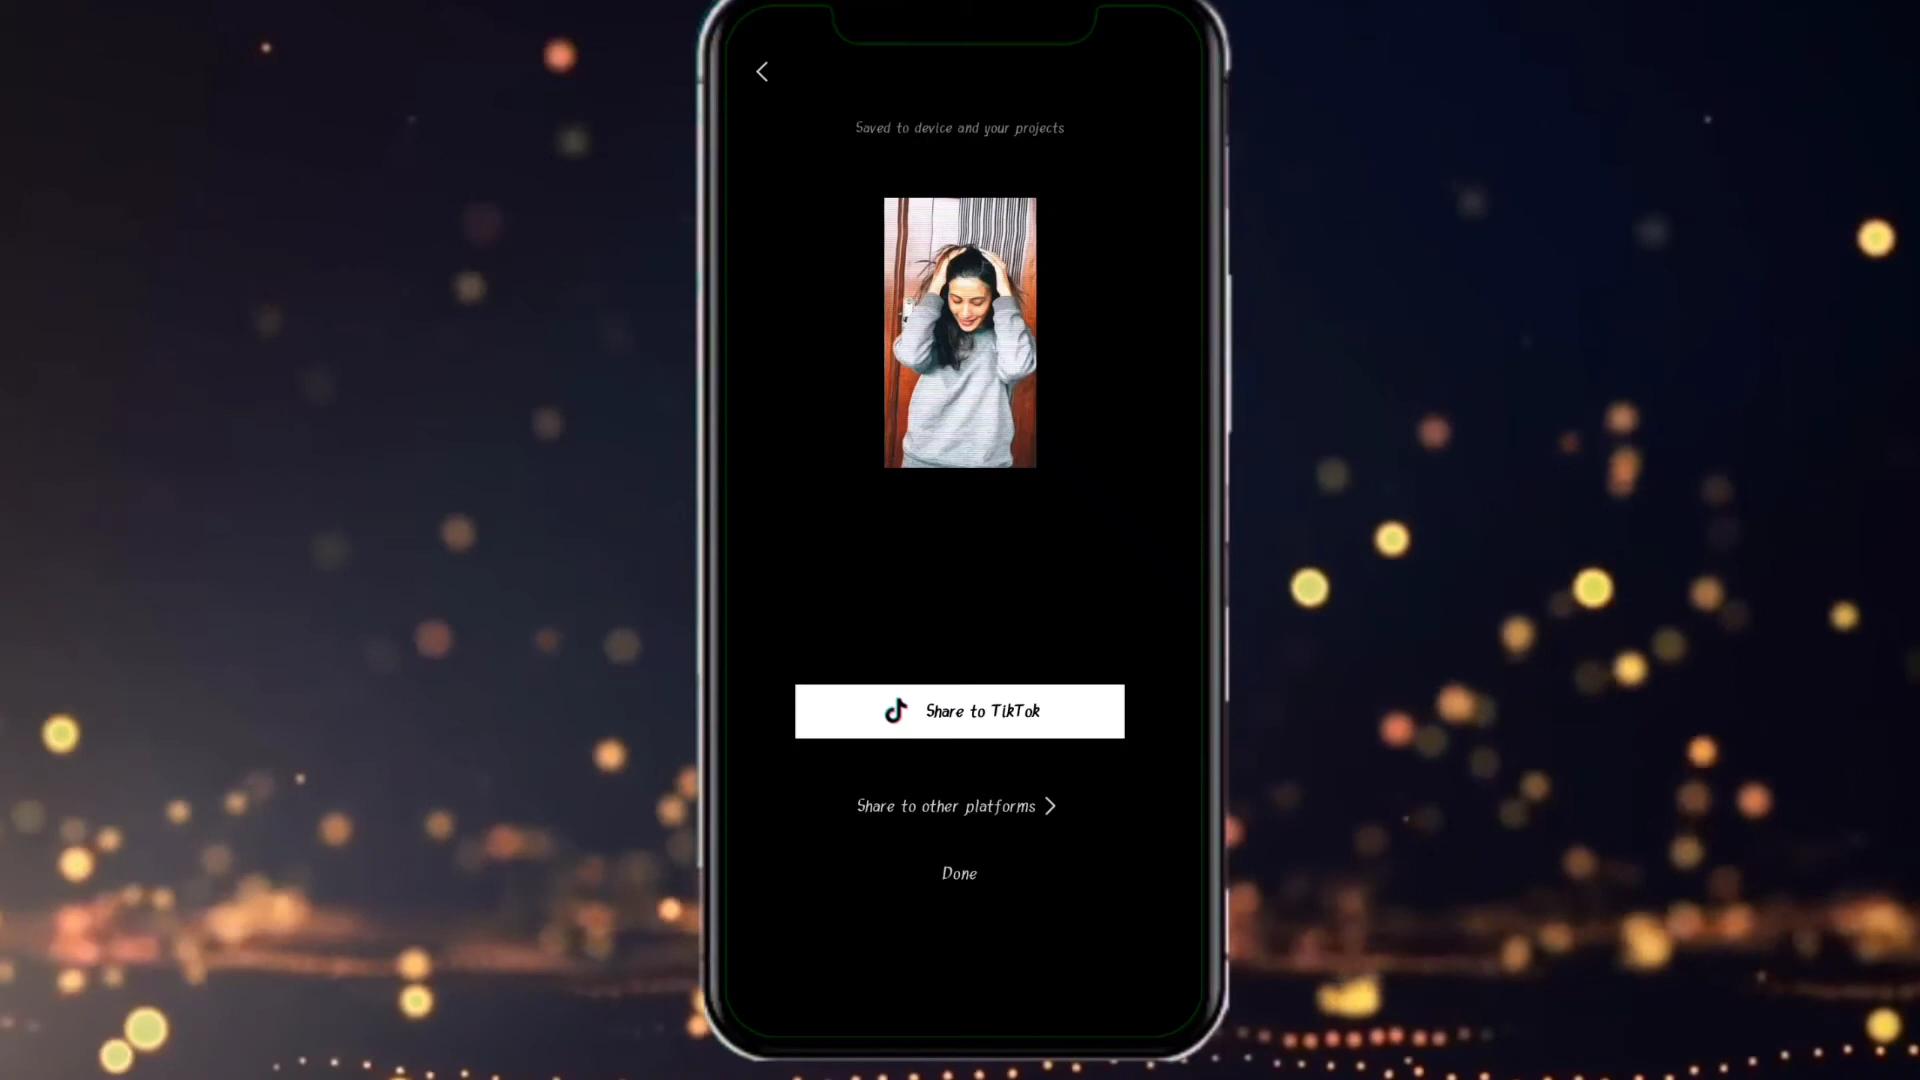 Saved to device and your projects
Share to TikTok
Share to other platforms
Done